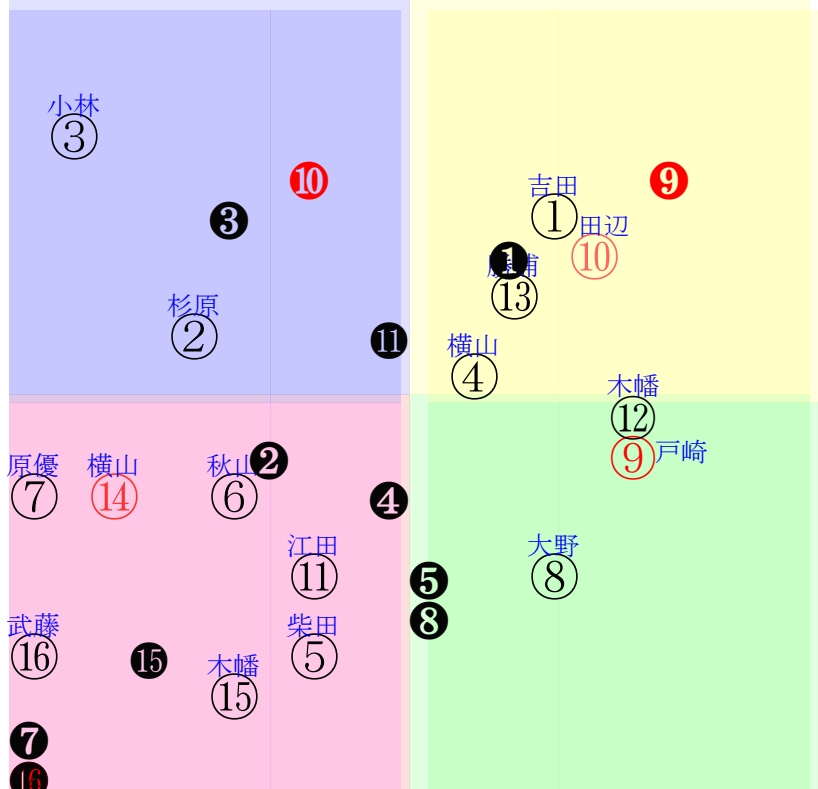 小林
③
❿
❾
吉田
①
❸
田辺
⑩
❶
勝浦
⑬
杉原
②
⓫
横山
④
木幡
⑫
⑨
戸崎
原優
⑦
横山
⑭
秋山
⑥
❷
❹
江田
⑪
大野
⑧
❺
❽
武藤
⑯
⓯
柴田
⑤
木幡
⑮
❼